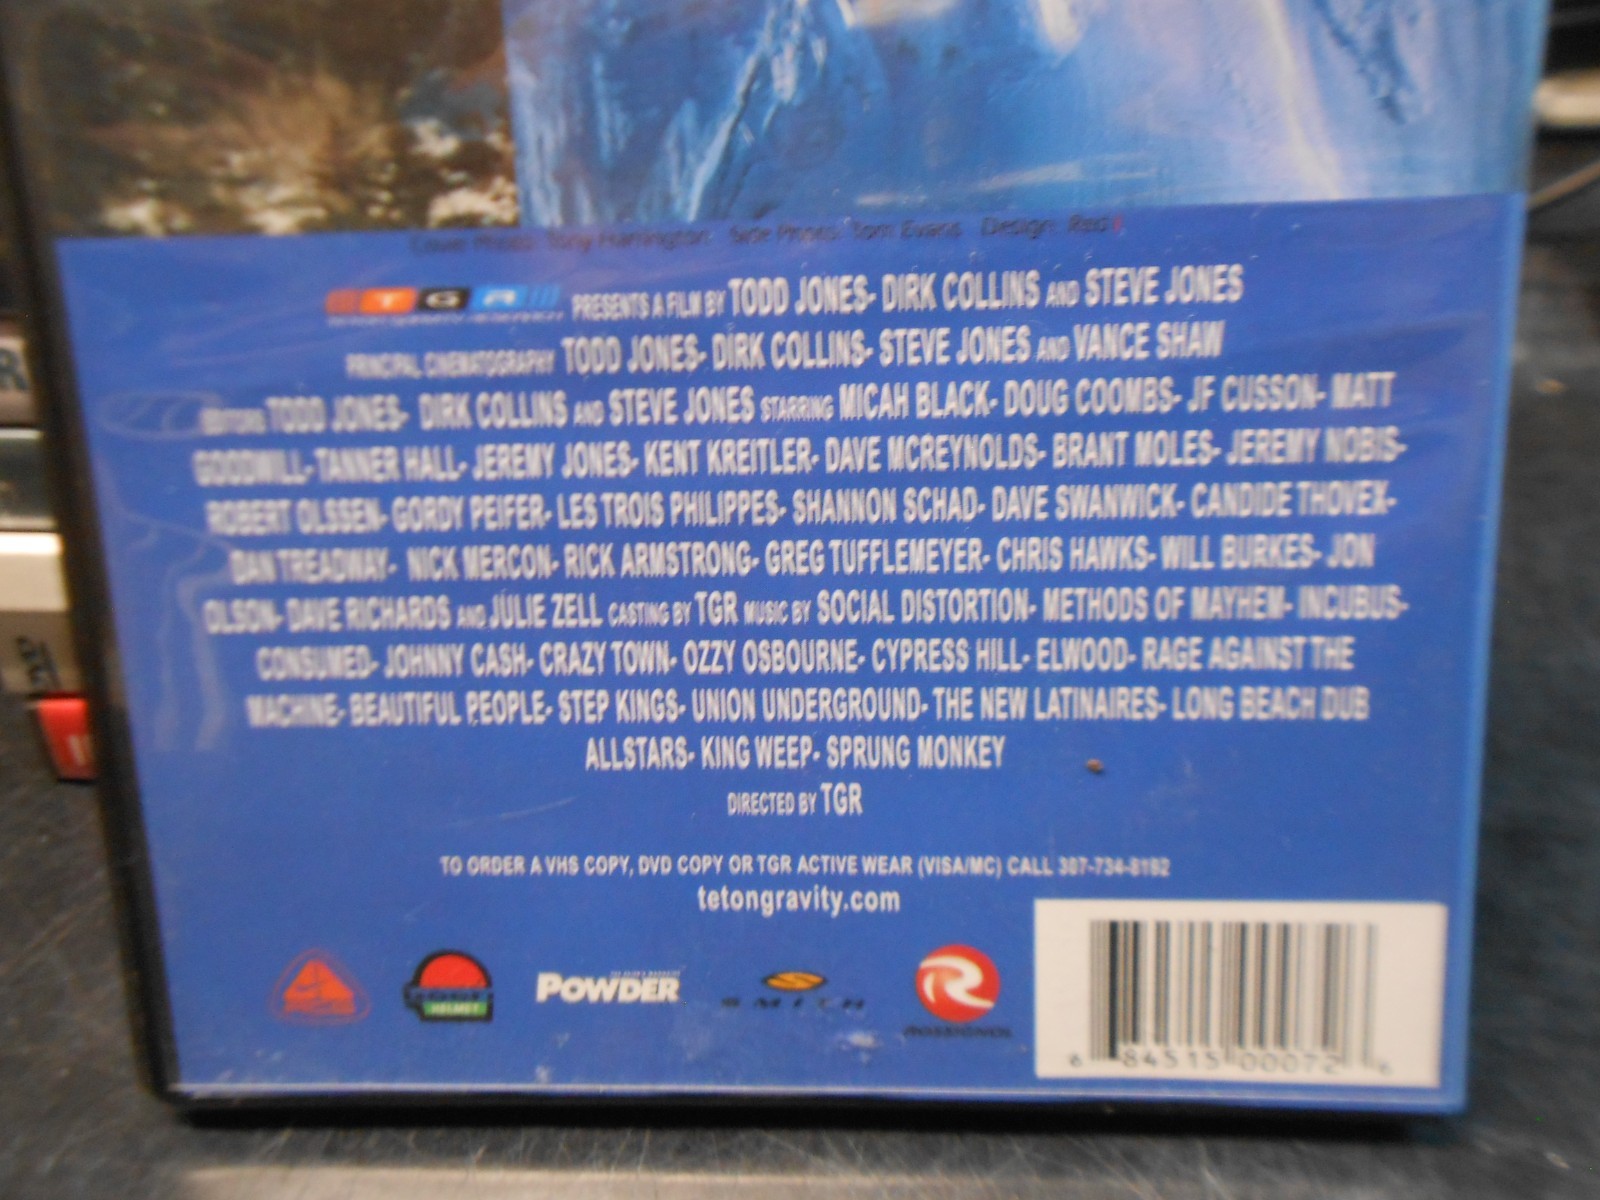 Cover Photo: Tony Harrington Side Photo: Tom Evans Design: Red
TGR PRESENTS A FILM BY TODD JONES- DIRK COLLINS AND STEVE JONES
PRINCIPAL CINEMATOGRAPHY TODD JONES- DIRK COLLINS- STEVE JONES AND VANCE SHAW
EDITORS TODD JONES- DIRK COLLINS AND STEVE JONES STARRING MICAH BLACK- DOUG COOMBS- JF CUSSON- MATT
GOODWILL- TANNER HALL- JEREMY JONES- KENT KREITLER- DAVE MCREYNOLDS- BRANT MOLES- JEREMY NOBIS-
ROBERT OLSSEN- GORDY PEIFER- LES TROIS PHILIPPES- SHANNON SCHAD- DAVE SWANWICK- CANDIDE THOVEX-
DAN TREADWAY- NICK MERCON- RICK ARMSTRONG- GREG TUFFLEMEYER- CHRIS HAWKS- WILL BURKES- JON
OLSON- DAVE RICHARDS AND JULIE ZELL CASTING BY TGR MUSIC BY SOCIAL DISTORTION- METHODS OF MAYHEM- INCUBUS-
CONSUMED- JOHNNY CASH- CRAZY TOWN- OZZY OSBOURNE- CYPRESS HILL- ELWOOD- RAGE AGAINST THE
MACHINE- BEAUTIFUL PEOPLE- STEP KINGS- UNION UNDERGROUND- THE NEW LATINAIRES- LONG BEACH DUB
ALLSTARS- KING WEEP- SPRUNG MONKEY
DIRECTED BY TGR
TO ORDER A VHS COPY, DVD COPY OR TGR ACTIVE WEAR (VISA/MC) CALL 307-734-8192
tetongravity.com
HELMET
POWDER
SMITH
ROSSIGNOL
6 84515 00072 6